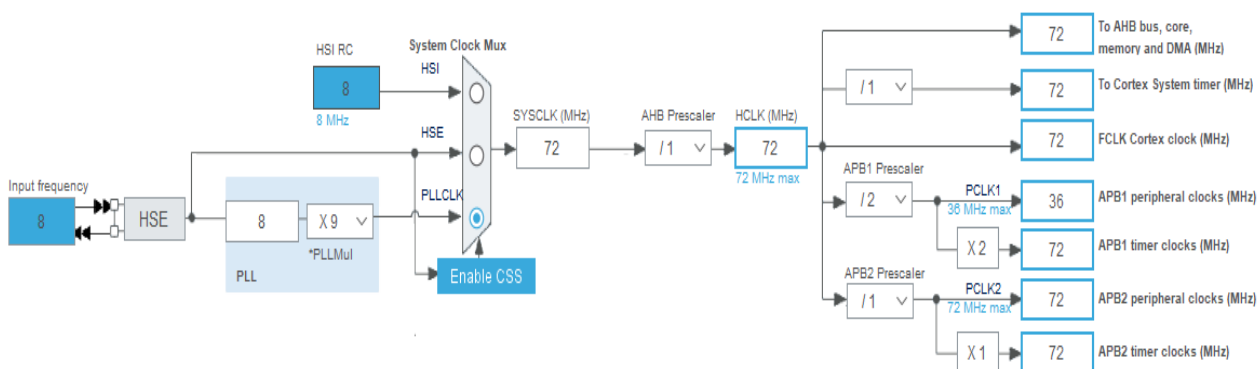 System Clock Mux
HSI RC
HSI
8
8 MHz
HSE
PLLCLK
Input frequency
8
HSE
8
X 9
*PLLMul
PLL
Enable CSS
SYSCLK (MHz)
72
AHB Prescaler
/ 1
HCLK (MHz)
72
72 MHz max
72
To AHB bus, core,
memory and DMA (MHz)
/ 1
72
To Cortex System timer (MHz)
72
FCLK Cortex clock (MHz)
APB1 Prescaler
/ 2
PCLK1
36 MHz max
36
APB1 peripheral clocks (MHz)
X 2
72
APB1 timer clocks (MHz)
APB2 Prescaler
/ 1
PCLK2
72 MHz max
72
APB2 peripheral clocks (MHz)
X 1
72
APB2 timer clocks (MHz)